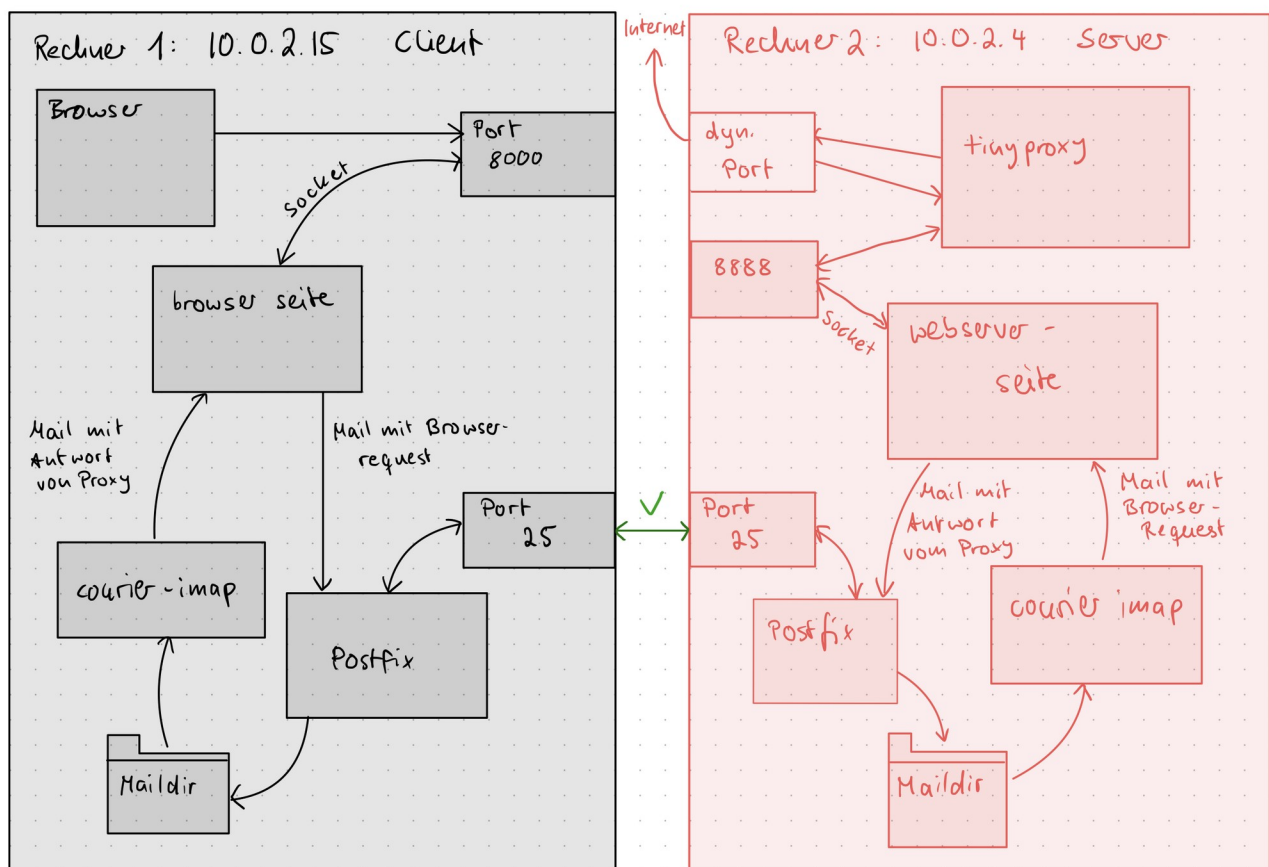 Rechner 1: 10.0.2.15 Client
Browser
Port
8000
socket
browser seite
Mail mit
Antwort
vom Proxy
Mail mit Browser-
request
Port
25
courier-imap
Postfix
Maildir
✓
Internet
Rechner 2: 10.0.2.4 Server
dyn.
Port
tinyproxy
8888
socket
webserver-
seite
Mail mit
Antwort
vom Proxy
Mail mit
Browser-
Request
Port
25
Postfix
courier imap
Maildir